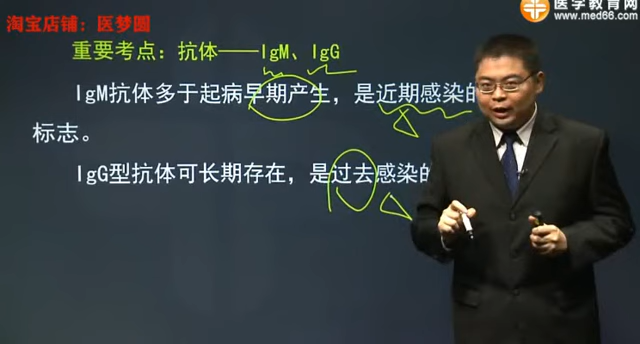 淘宝店铺：医梦圆
医学教育网
www.med66.com
重要考点：抗体——IgM、IgG
IgM抗体多于起病早期产生，是近期感染的
标志。
IgG型抗体可长期存在，是过去感染的